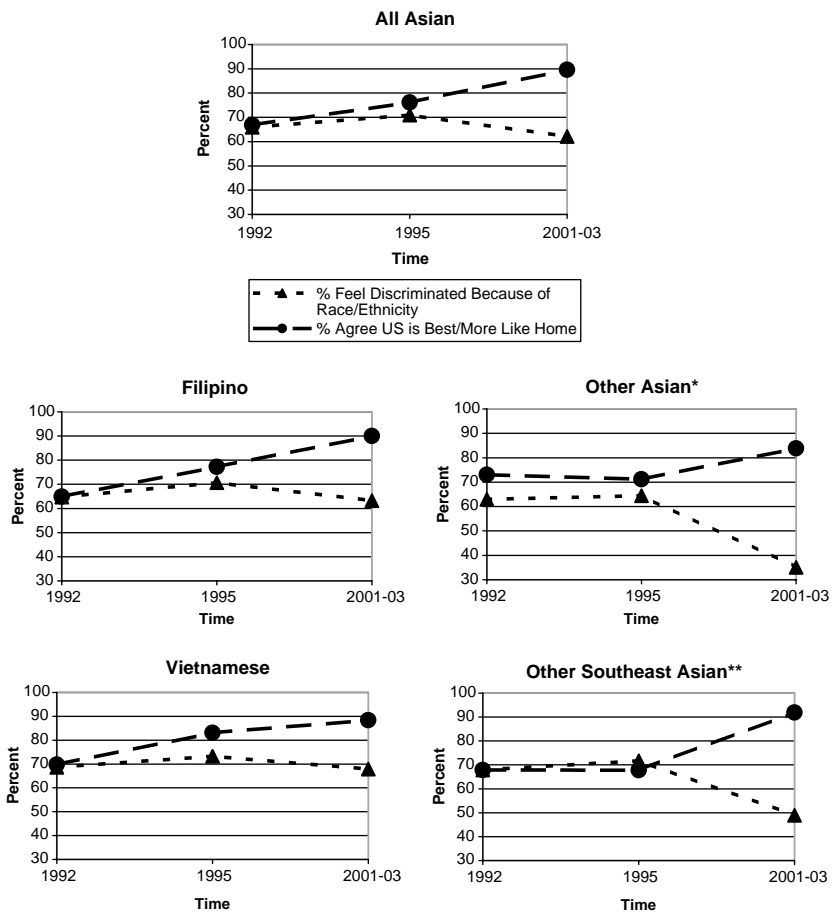 All Asian
100
90
80
70
60
50
40
30
Percent
1992 1995 2001-03
Time
% Feel Discriminated Because of
Race/Ethnicity
% Agree US is Best/More Like Home
Filipino
100
90
80
70
60
50
40
30
Percent
1992 1995 2001-03
Time
Other Asian*
100
90
80
70
60
50
40
30
Percent
1992 1995 2001-03
Time
Vietnamese
100
90
80
70
60
50
40
30
Percent
1992 1995 2001-03
Time
Other Southeast Asian**
100
90
80
70
60
50
40
30
Percent
1992 1995 2001-03
Time